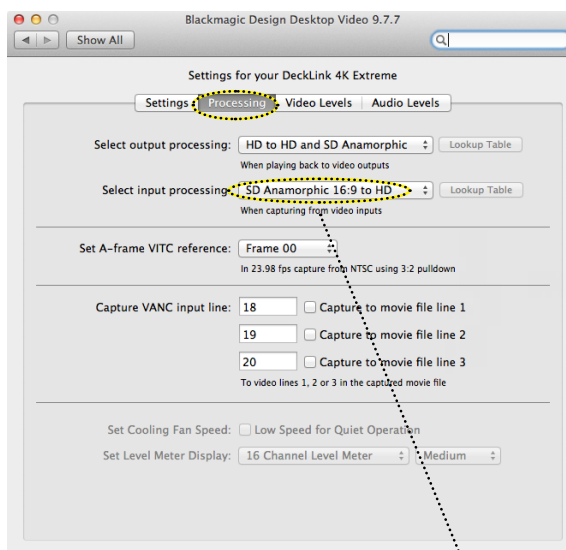 Blackmagic Design Desktop Video 9.7.7
Show All
Settings for your DeckLink 4K Extreme
Settings Processing Video Levels Audio Levels
Select output processing: HD to HD and SD Anamorphic Lookup Table
When playing back to video outputs
Select input processing: SD Anamorphic 16:9 to HD Lookup Table
When capturing from video inputs
Set A-frame VITC reference: Frame 00
In 23.98 fps capture from NTSC using 3:2 pulldown
Capture VANC input line: 18 Capture to movie file line 1
19 Capture to movie file line 2
20 Capture to movie file line 3
To video lines 1, 2 or 3 in the captured movie file
Set Cooling Fan Speed: Low Speed for Quiet Operation
Set Level Meter Display: 16 Channel Level Meter Medium